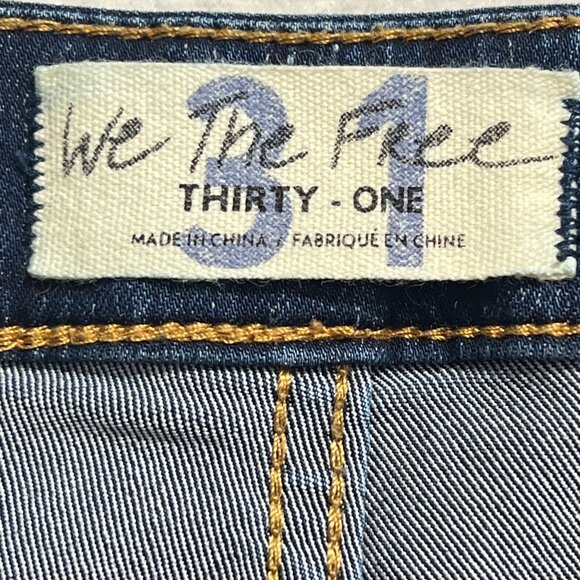 31
We The Free
THIRTY - ONE
MADE IN CHINA / FABRIQUÉ EN CHINE